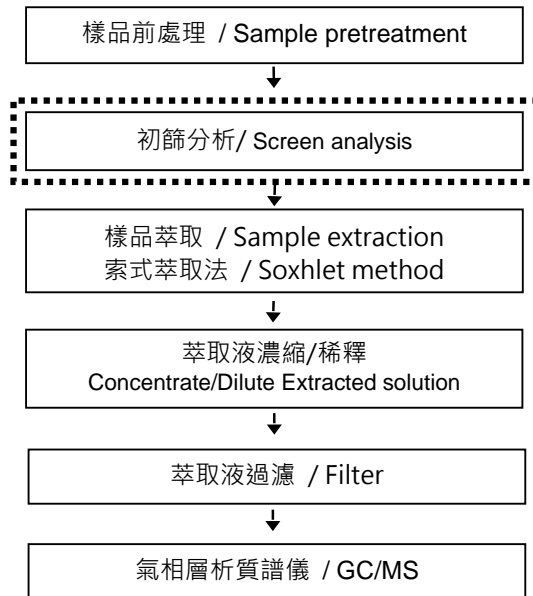 樣品前處理 / Sample pretreatment
初篩分析/ Screen analysis
樣品萃取 / Sample extraction
索式萃取法 / Soxhlet method
萃取液濃縮/稀釋
Concentrate/Dilute Extracted solution
萃取液過濾 / Filter
氣相層析質譜儀 / GC/MS